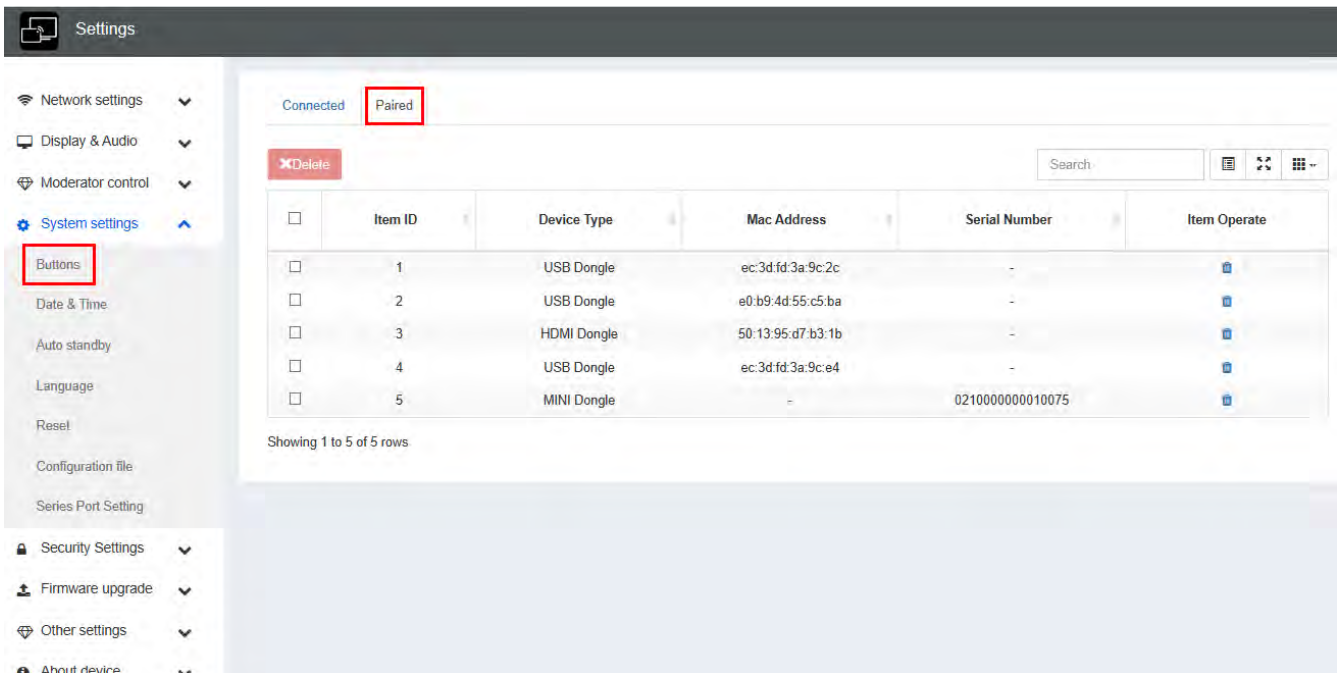 Settings
Network settings
Display & Audio
Moderator control
System settings
Buttons
Date & Time
Auto standby
Language
Reset
Configuration file
Series Port Setting
Security Settings
Firmware upgrade
Other settings
About device
Connected Paired
Delete Search
Item ID Device Type Mac Address Serial Number Item Operate
1 USB Dongle ec:3d:fd:3a:9c:2c -
2 USB Dongle e0:b9:4d:55:c5:ba -
3 HDMI Dongle 50:13:95:d7:b3:1b -
4 USB Dongle ec:3d:fd:3a:9c:e4 -
5 MINI Dongle - 0210000000010075
Showing 1 to 5 of 5 rows